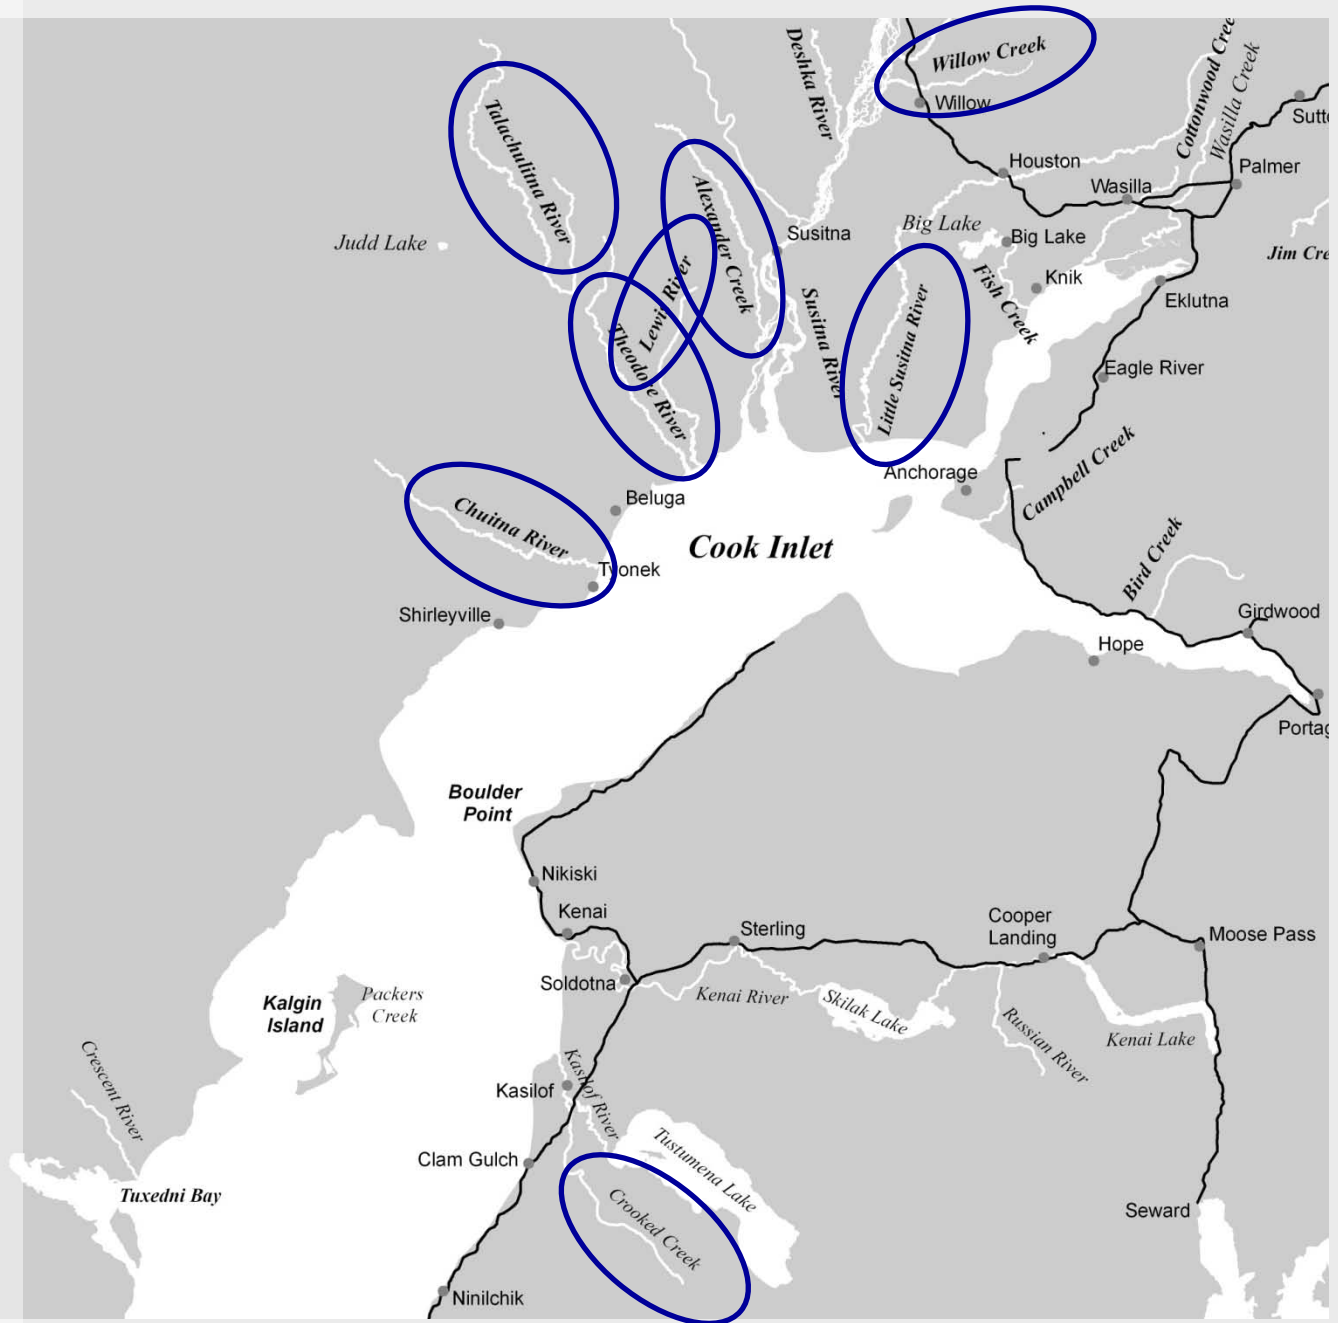 Deshka River
Willow Creek
Willow
Cottonwood Cree
Wasilla Creek
Sutt
Talachulitna River
Houston
Wasilla
Palmer
Alexander Creek
Judd Lake
Susitna
Big Lake
Big Lake
Jim Cre
Lewis River
Knik
Fish Creek
Eklutna
Susitna River
Little Susitna River
Theodore River
Eagle River
Anchorage
Campbell Creek
Beluga
Chuitna River
Cook Inlet
Tyonek
Bird Creek
Shirleyville
Girdwood
Hope
Portag
Boulder
Point
Nikiski
Kenai
Sterling
Cooper
Landing
Moose Pass
Soldotna
Kenai River
Skilak Lake
Russian River
Kenai Lake
Kalgin
Island
Packers
Creek
Crescent River
Kasilof
Kasilof River
Clam Gulch
Tustumena Lake
Tuxedni Bay
Crooked Creek
Seward
Ninilchik